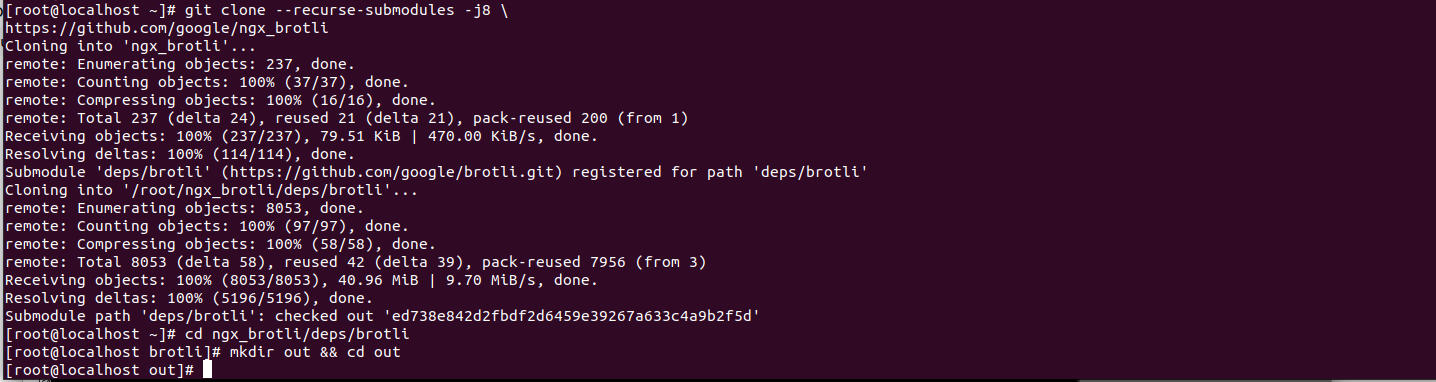 [root@localhost ~]# git clone --recurse-submodules -j8 \
https://github.com/google/ngx_brotli
Cloning into 'ngx_brotli'...
remote: Enumerating objects: 237, done.
remote: Counting objects: 100% (37/37), done.
remote: Compressing objects: 100% (16/16), done.
remote: Total 237 (delta 24), reused 21 (delta 21), pack-reused 200 (from 1)
Receiving objects: 100% (237/237), 79.51 KiB | 470.00 KiB/s, done.
Resolving deltas: 100% (114/114), done.
Submodule 'deps/brotli' (https://github.com/google/brotli.git) registered for path 'deps/brotli'
Cloning into '/root/ngx_brotli/deps/brotli'...
remote: Enumerating objects: 8053, done.
remote: Counting objects: 100% (97/97), done.
remote: Compressing objects: 100% (58/58), done.
remote: Total 8053 (delta 58), reused 42 (delta 39), pack-reused 7956 (from 3)
Receiving objects: 100% (8053/8053), 40.96 MiB | 9.70 MiB/s, done.
Resolving deltas: 100% (5196/5196), done.
Submodule path 'deps/brotli': checked out 'ed738e842d2fbdf2d6459e39267a633c4a9b2f5d'
[root@localhost ~]# cd ngx_brotli/deps/brotli
[root@localhost brotli]# mkdir out && cd out
[root@localhost out]#